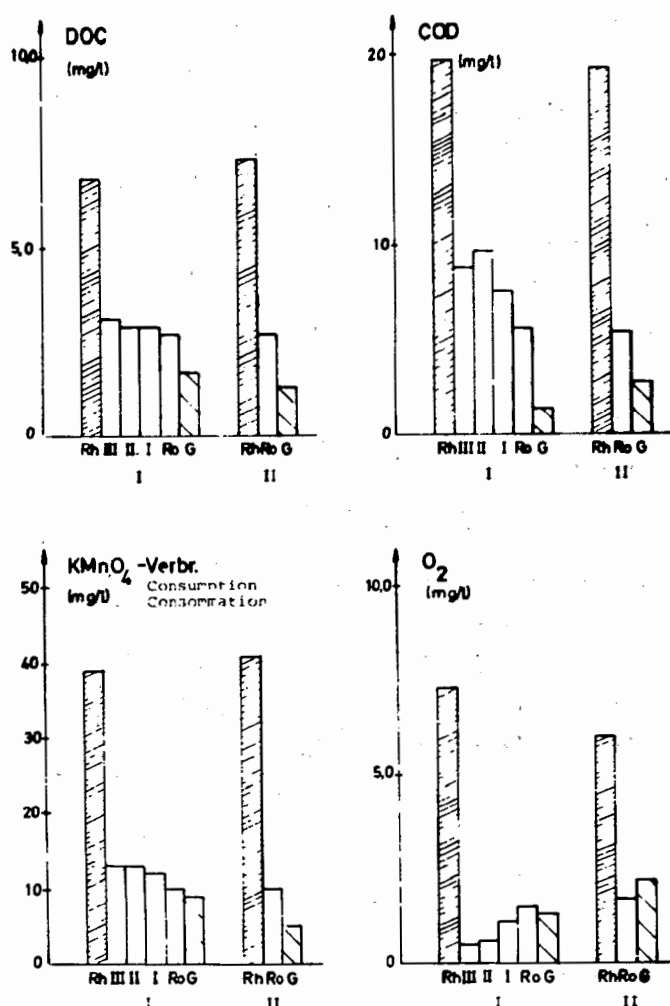 DOC
10,0
(mg/l)
5,0
0
Rh III II. I Ro G Rh Ro G
I II
COD
20
(mg/l)
10
0
Rh III II I Ro G Rh Ro G
I II
KMnO4 -Verbr.
50
(mg/l)
Consumption
Consommation
40
30
20
10
0
Rh III II I Ro G Rh Ro G
I II
O2
10,0
(mg/l)
5,0
0
Rh III II I Ro G Rh Ro G
I II